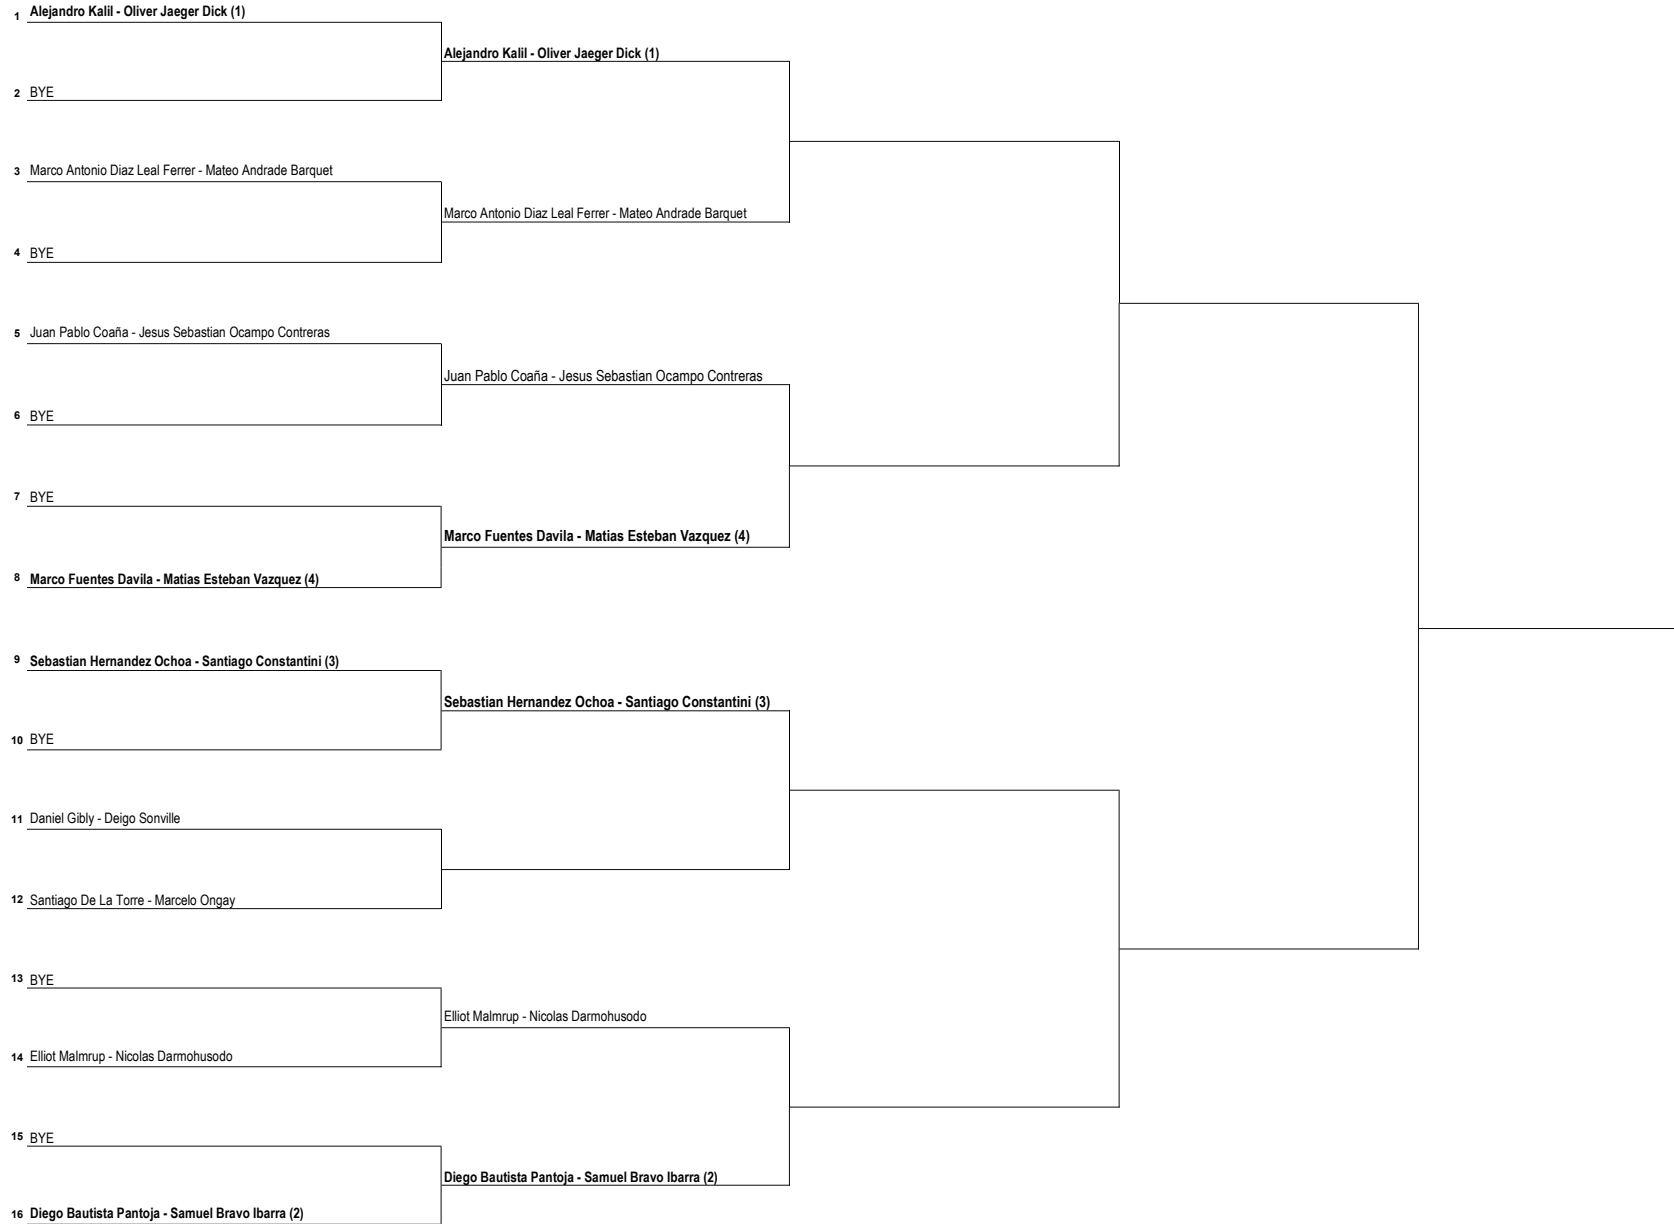 1 Alejandro Kalil - Oliver Jaeger Dick (1)
Alejandro Kalil - Oliver Jaeger Dick (1)
2 BYE
3 Marco Antonio Diaz Leal Ferrer - Mateo Andrade Barquet
Marco Antonio Diaz Leal Ferrer - Mateo Andrade Barquet
4 BYE
5 Juan Pablo Coaña - Jesus Sebastian Ocampo Contreras
Juan Pablo Coaña - Jesus Sebastian Ocampo Contreras
6 BYE
7 BYE
Marco Fuentes Davila - Matias Esteban Vazquez (4)
8 Marco Fuentes Davila - Matias Esteban Vazquez (4)
9 Sebastian Hernandez Ochoa - Santiago Constantini (3)
Sebastian Hernandez Ochoa - Santiago Constantini (3)
10 BYE
11 Daniel Gibly - Deigo Sonville
12 Santiago De La Torre - Marcelo Ongay
13 BYE
Elliot Malmrup - Nicolas Darmohusodo
14 Elliot Malmrup - Nicolas Darmohusodo
15 BYE
Diego Bautista Pantoja - Samuel Bravo Ibarra (2)
16 Diego Bautista Pantoja - Samuel Bravo Ibarra (2)